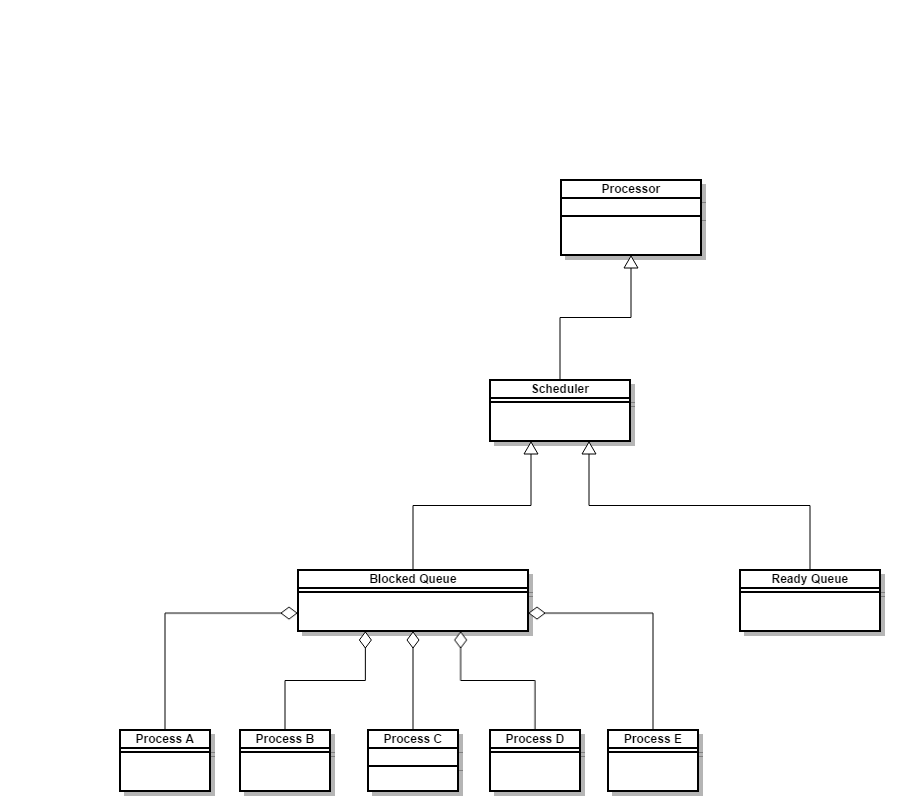 Processor
Scheduler
Blocked Queue
Ready Queue
Process A
Process B
Process C
Process D
Process E